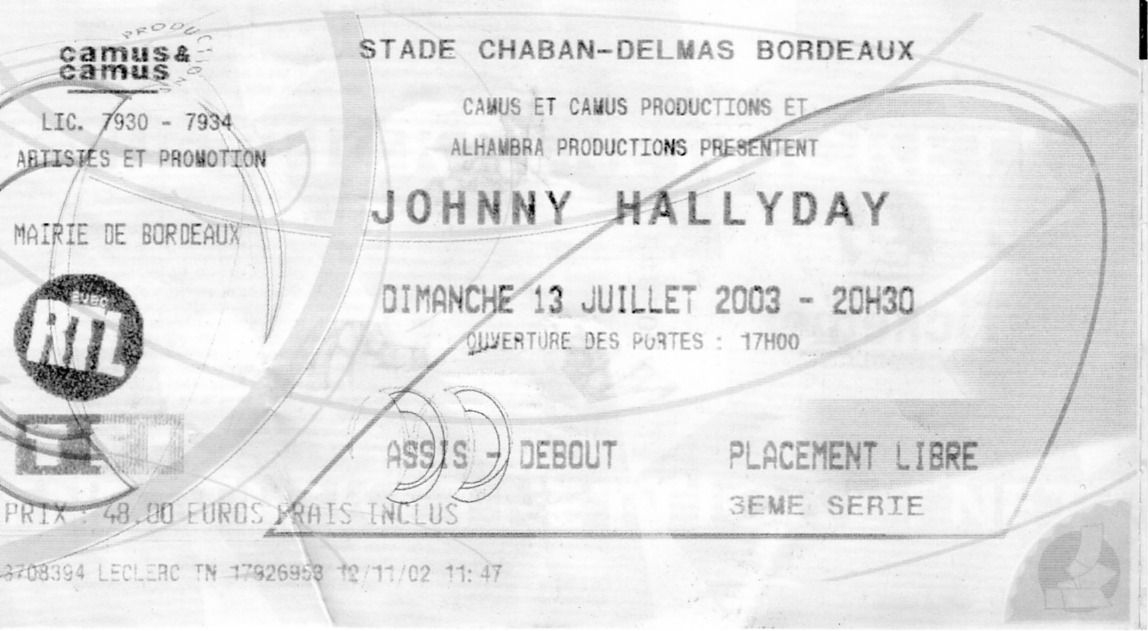 PRODUCTIONS
camus&
camus
LIC. 7930 - 7934
ARTISTES ET PROMOTION
MAIRIE DE BORDEAUX
avec
RTL
STADE CHABAN-DELMAS BORDEAUX
CAMUS ET CAMUS PRODUCTIONS ET
ALHAMBRA PRODUCTIONS PRESENTENT
JOHNNY HALLYDAY
DIMANCHE 13 JUILLET 2003 - 20H30
OUVERTURE DES PORTES : 17H00
ASSIS - DEBOUT PLACEMENT LIBRE
3EME SERIE
PRIX : 48.00 EUROS FRAIS INCLUS
3708394 LECLERC TN 17926953 12/11/02 11:47